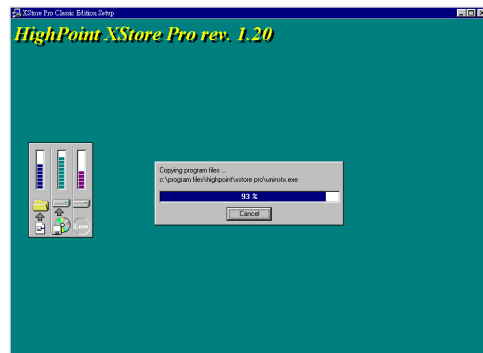 XStore Pro Classic Edition Setup
HighPoint XStore Pro rev. 1.20
Copying program files ...
c:\program files\highpoint\xstore pro\uninstx.exe
93 %
Cancel
Low